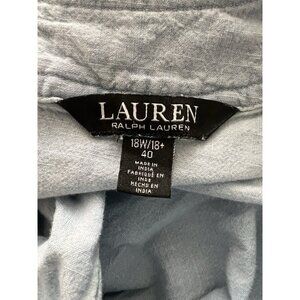 LAUREN
RALPH LAUREN
18W/18+
40
MADE IN
INDIA
FABRIQUÉ EN
INDE
HECHO EN
INDIA